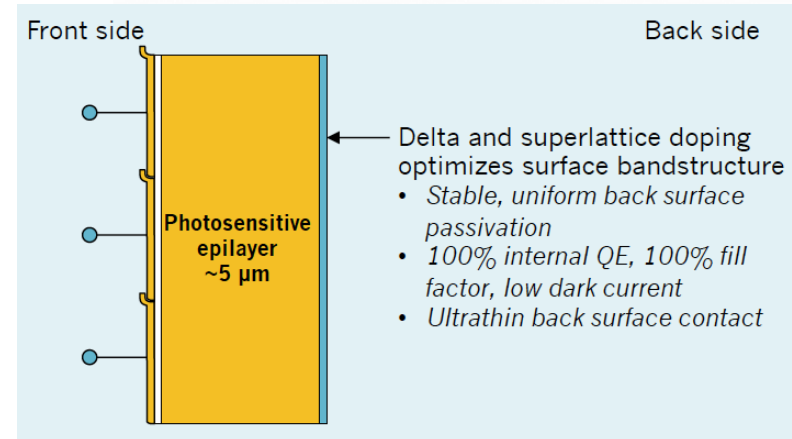 Front side
Back side
Delta and superlattice doping
optimizes surface bandstructure
• Stable, uniform back surface
passivation
• 100% internal QE, 100% fill
factor, low dark current
• Ultrathin back surface contact
Photosensitive
epilayer
~5 µm